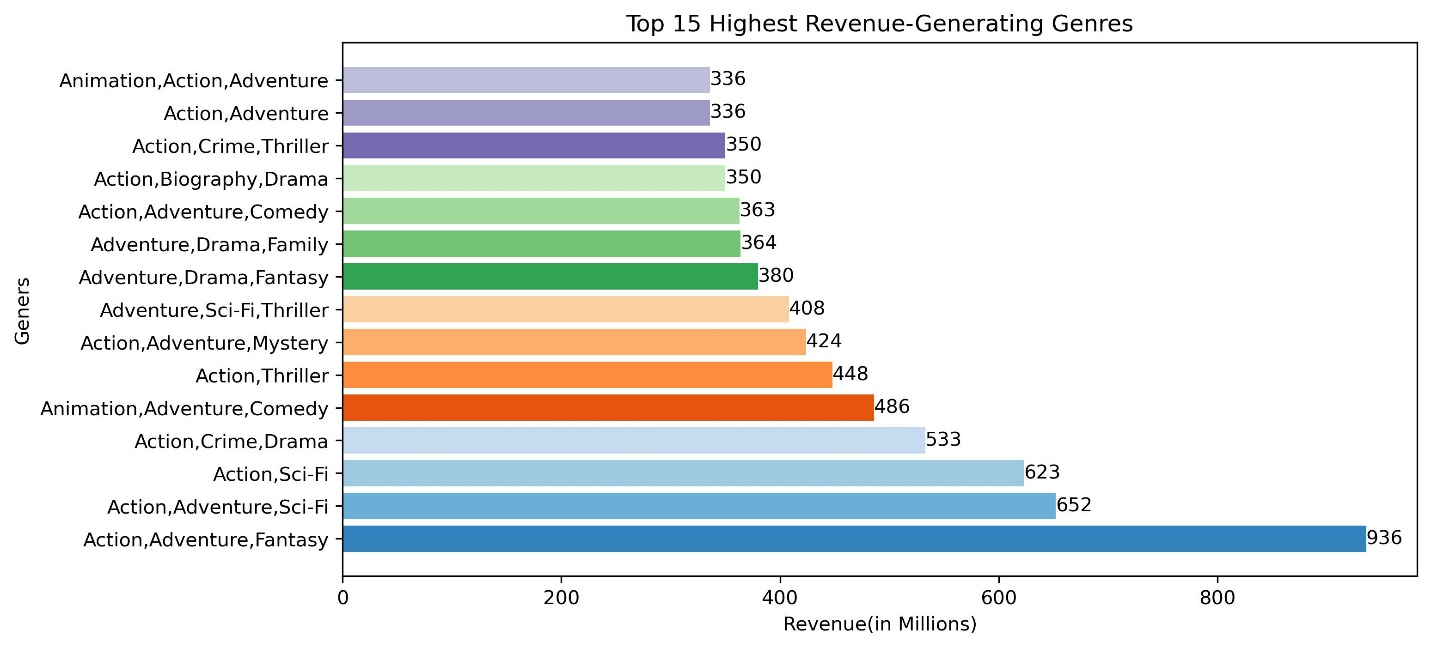 Top 15 Highest Revenue-Generating Genres
Geners
Animation,Action,Adventure 336
Action,Adventure 336
Action,Crime,Thriller 350
Action,Biography,Drama 350
Action,Adventure,Comedy 363
Adventure,Drama,Family 364
Adventure,Drama,Fantasy 380
Adventure,Sci-Fi,Thriller 408
Action,Adventure,Mystery 424
Action,Thriller 448
Animation,Adventure,Comedy 486
Action,Crime,Drama 533
Action,Sci-Fi 623
Action,Adventure,Sci-Fi 652
Action,Adventure,Fantasy 936
0 200 400 600 800
Revenue(in Millions)